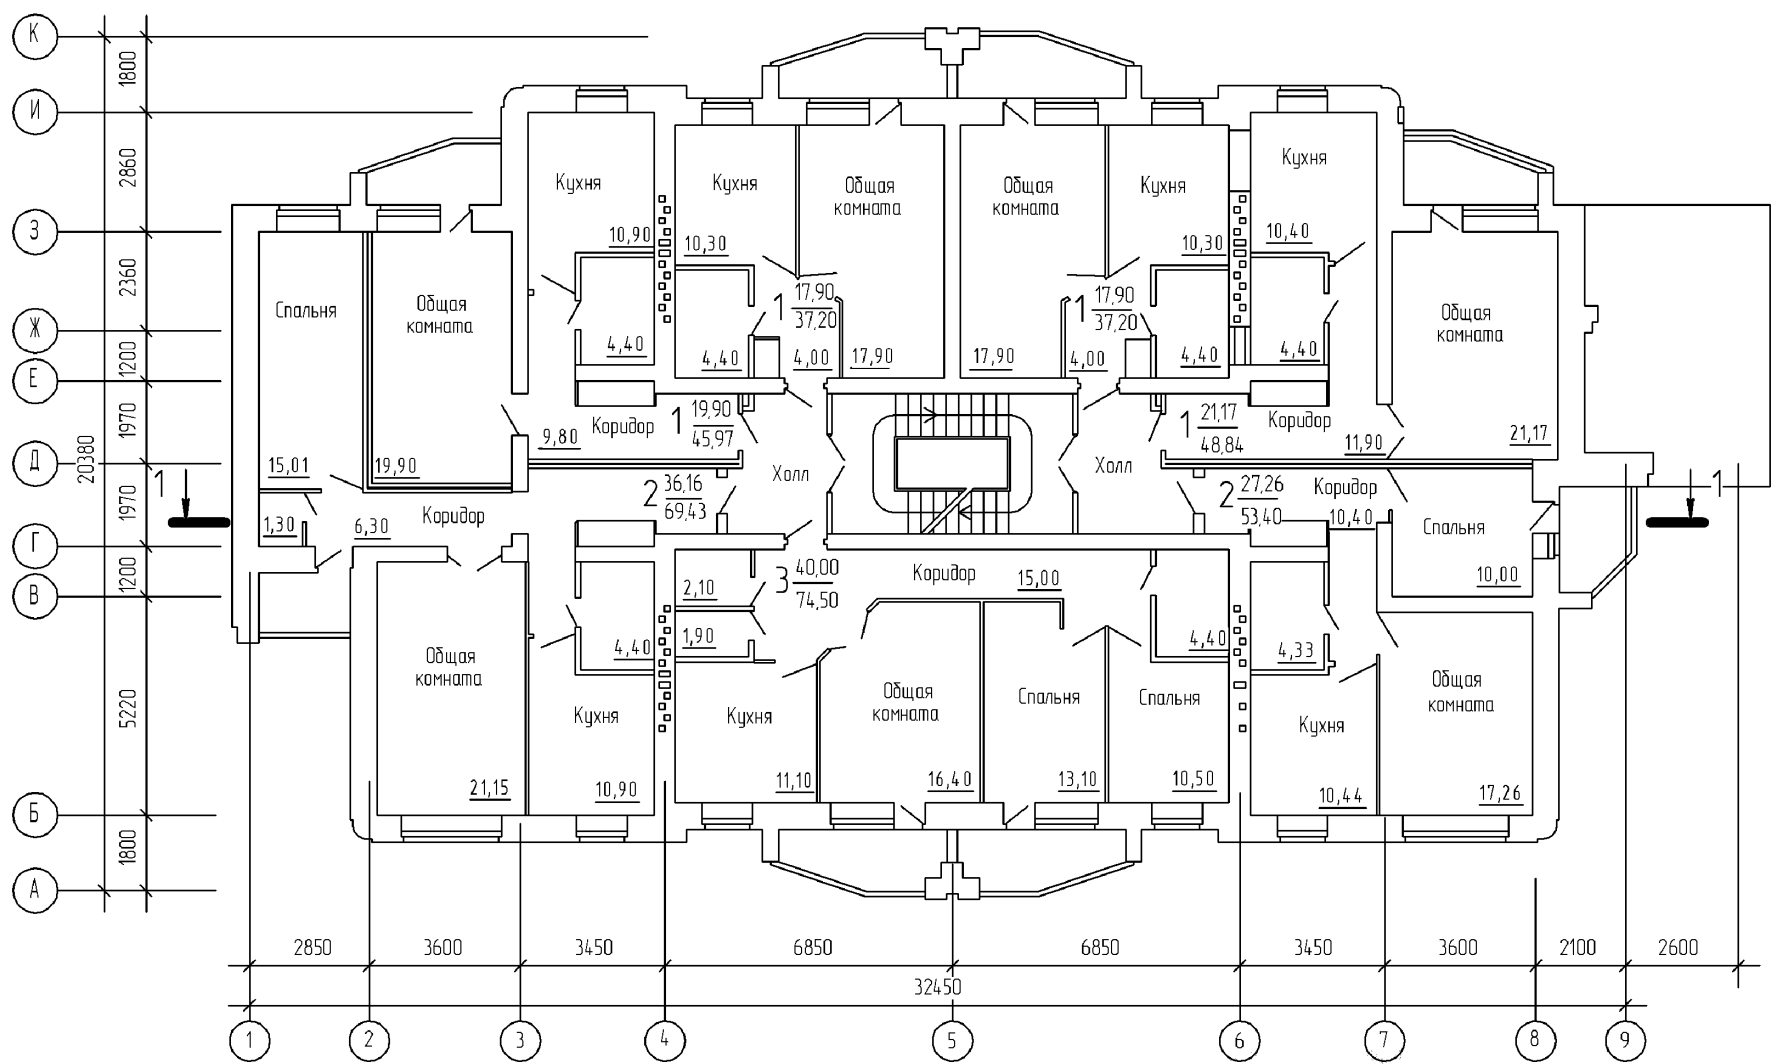 К
И
З
Ж
Е
Д
Г
В
Б
А
1800
2860
2360
1200
1970
1970
1200
5220
1800
20380
Кухня
10,90
4,40
Кухня
10,30
4,40
Общая
комната
17,90
1 17,90
37,20
4,00
Общая
комната
17,90
Кухня
10,30
1 17,90
37,20
4,00
4,40
Кухня
10,40
4,40
Общая
комната
21,17
Спальня
15,01
Общая
комната
19,90
Коридор
9,80
1 19,90
45,97
Холл
Холл
1 21,17
48,84
Коридор
11,90
1
1,30
6,30
Коридор
2 36,16
69,43
2 27,26
53,40
Коридор
10,40
Спальня
10,00
1
Общая
комната
21,15
4,40
Кухня
10,90
2,10
1,90
3 40,00
74,50
Коридор
15,00
Кухня
11,10
Общая
комната
16,40
Спальня
13,10
Спальня
10,50
4,40
4,33
Кухня
10,44
Общая
комната
17,26
2850
3600
3450
6850
6850
3450
3600
2100
2600
32450
1
2
3
4
5
6
7
8
9